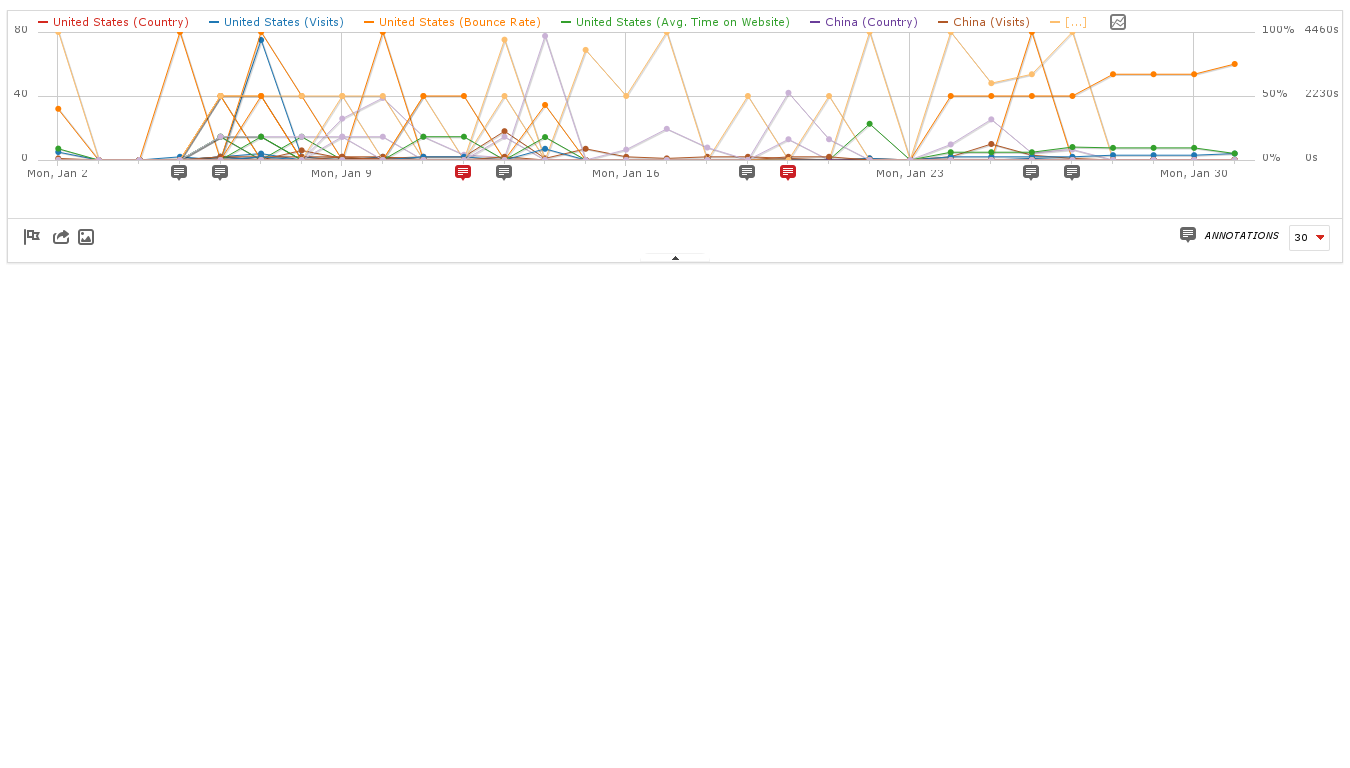 United States (Country) United States (Visits) United States (Bounce Rate) United States (Avg. Time on Website) China (Country) China (Visits) [...]
80 100% 4460s
40 50% 2230s
0 0% 0s
Mon, Jan 2 Mon, Jan 9 Mon, Jan 16 Mon, Jan 23 Mon, Jan 30
ANNOTATIONS 30